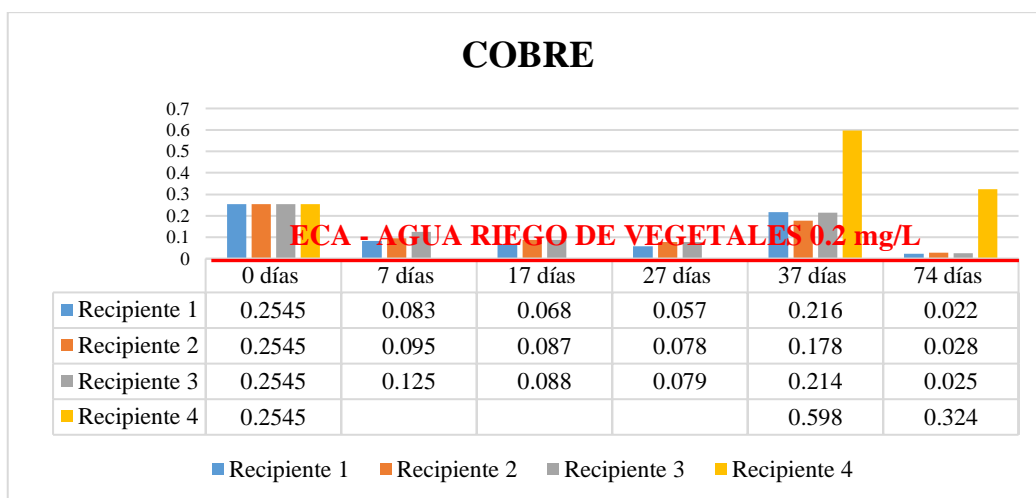 COBRE
0.7
0.6
0.5
0.4
0.3
0.2
0.1
0
ECA - AGUA RIEGO DE VEGETALES 0.2 mg/L
0 días 7 días 17 días 27 días 37 días 74 días
Recipiente 1 0.2545 0.083 0.068 0.057 0.216 0.022
Recipiente 2 0.2545 0.095 0.087 0.078 0.178 0.028
Recipiente 3 0.2545 0.125 0.088 0.079 0.214 0.025
Recipiente 4 0.2545 0.598 0.324
Recipiente 1 Recipiente 2 Recipiente 3 Recipiente 4